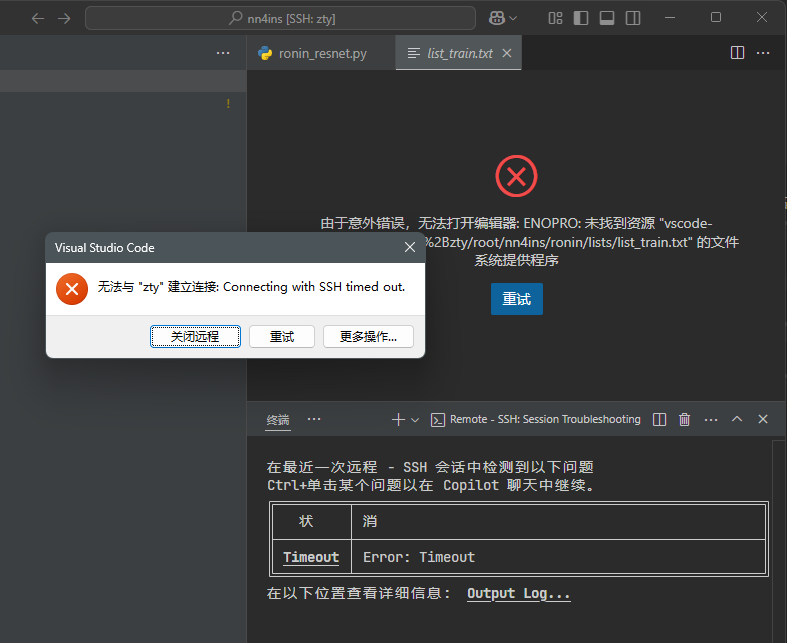 nn4ins [SSH: zty]
ronin_resnet.py
list_train.txt
!
由于意外错误，无法打开编辑器: ENOPRO: 未找到资源 "vscode-
%2Bzty/root/nn4ins/ronin/lists/list_train.txt" 的文件
系统提供程序
重试
Visual Studio Code
无法与 "zty" 建立连接: Connecting with SSH timed out.
关闭远程 重试 更多操作...
终端 Remote - SSH: Session Troubleshooting
在最近一次远程 - SSH 会话中检测到以下问题
Ctrl+单击某个问题以在 Copilot 聊天中继续。
状 消
Timeout Error: Timeout
在以下位置查看详细信息： Output Log...